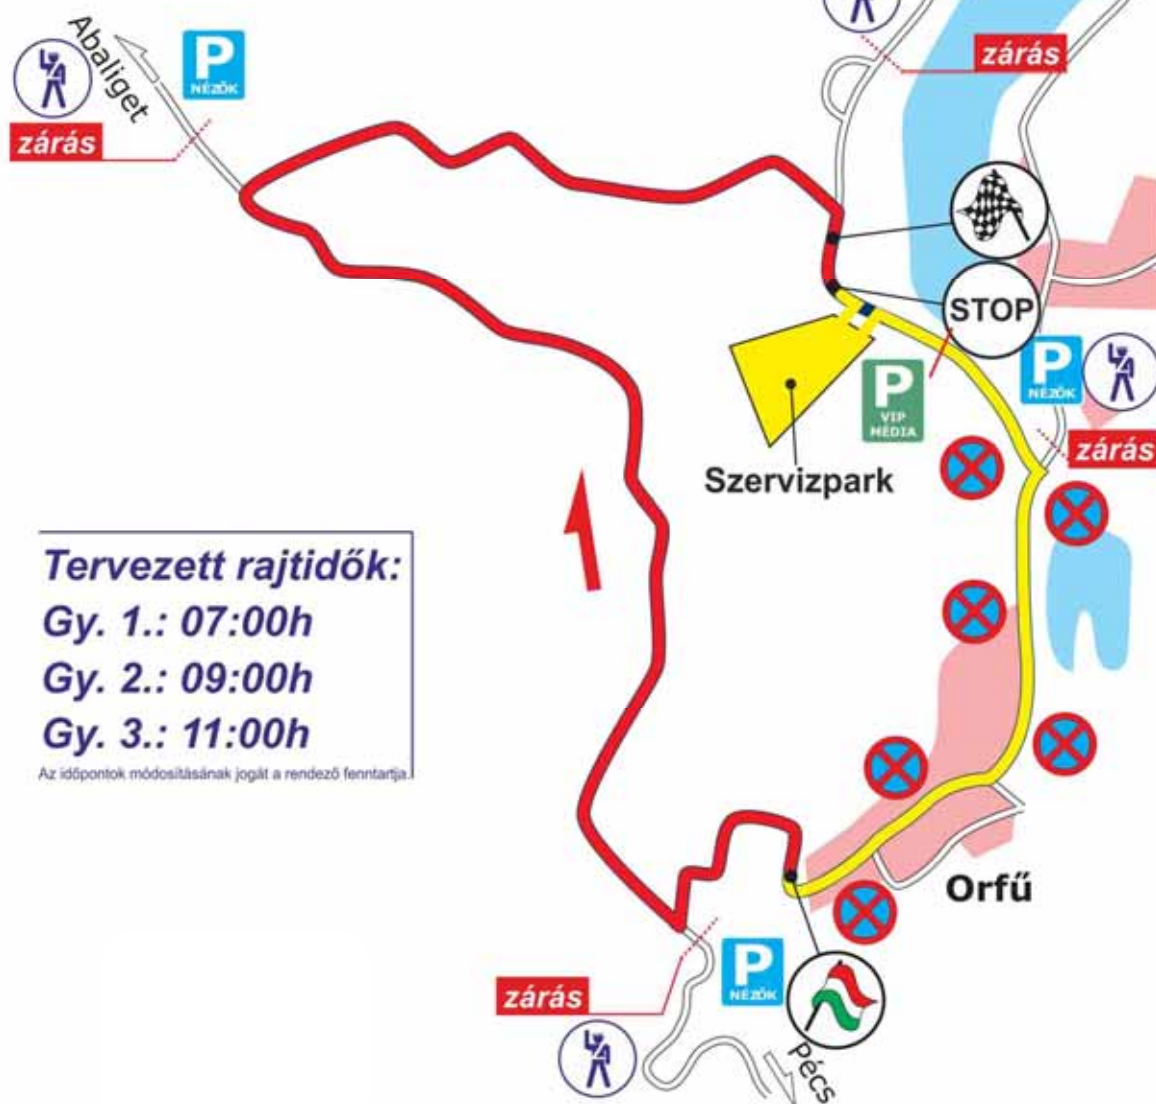 Abaliget
P
NÉZŐK
zárás
zárás
STOP
P
NÉZŐK
P
VIP
MÉDIA
zárás
Szervizpark
Tervezett rajtidők:
Gy. 1.: 07:00h
Gy. 2.: 09:00h
Gy. 3.: 11:00h
Az időpontok módosításának jogát a rendező fenntartja.
Orfű
P
NÉZŐK
zárás
Pécs